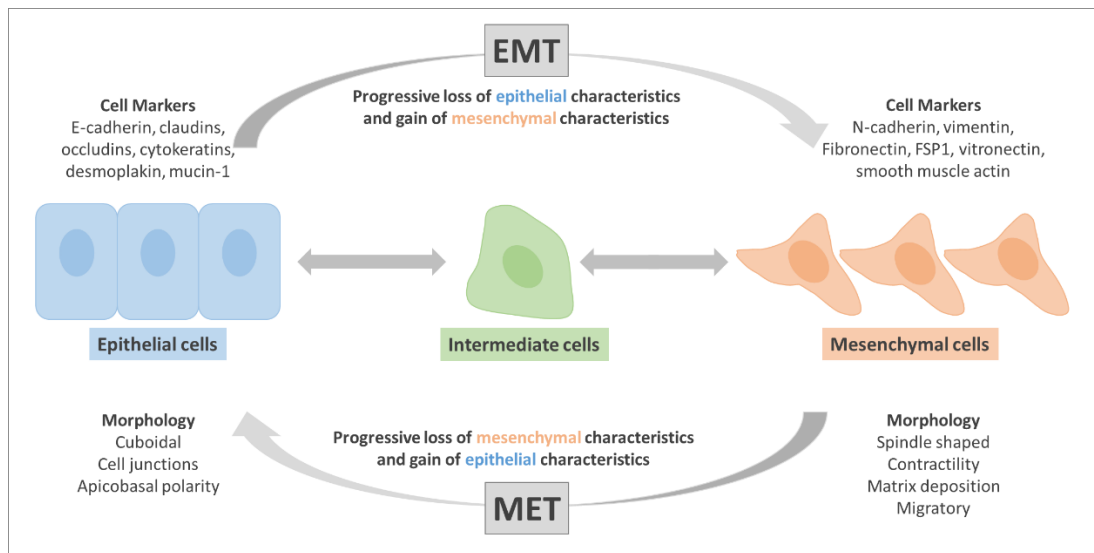 EMT
Progressive loss of epithelial characteristics
and gain of mesenchymal characteristics
Cell Markers
E-cadherin, claudins,
occludins, cytokeratins,
desmoplakin, mucin-1
Cell Markers
N-cadherin, vimentin,
Fibronectin, FSP1, vitronectin,
smooth muscle actin
Epithelial cells
Intermediate cells
Mesenchymal cells
Morphology
Cuboidal
Cell junctions
Apicobasal polarity
Progressive loss of mesenchymal characteristics
and gain of epithelial characteristics
MET
Morphology
Spindle shaped
Contractility
Matrix deposition
Migratory